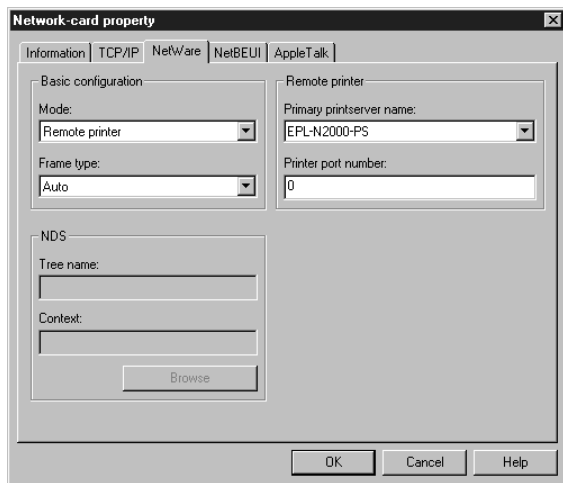 Network-card property
Information TCP/IP NetWare NetBEUI AppleTalk
Basic configuration
Mode:
Remote printer
Frame type:
Auto
Remote printer
Primary printserver name:
EPL-N2000-PS
Printer port number:
0
NDS
Tree name:
Context:
Browse
OK Cancel Help